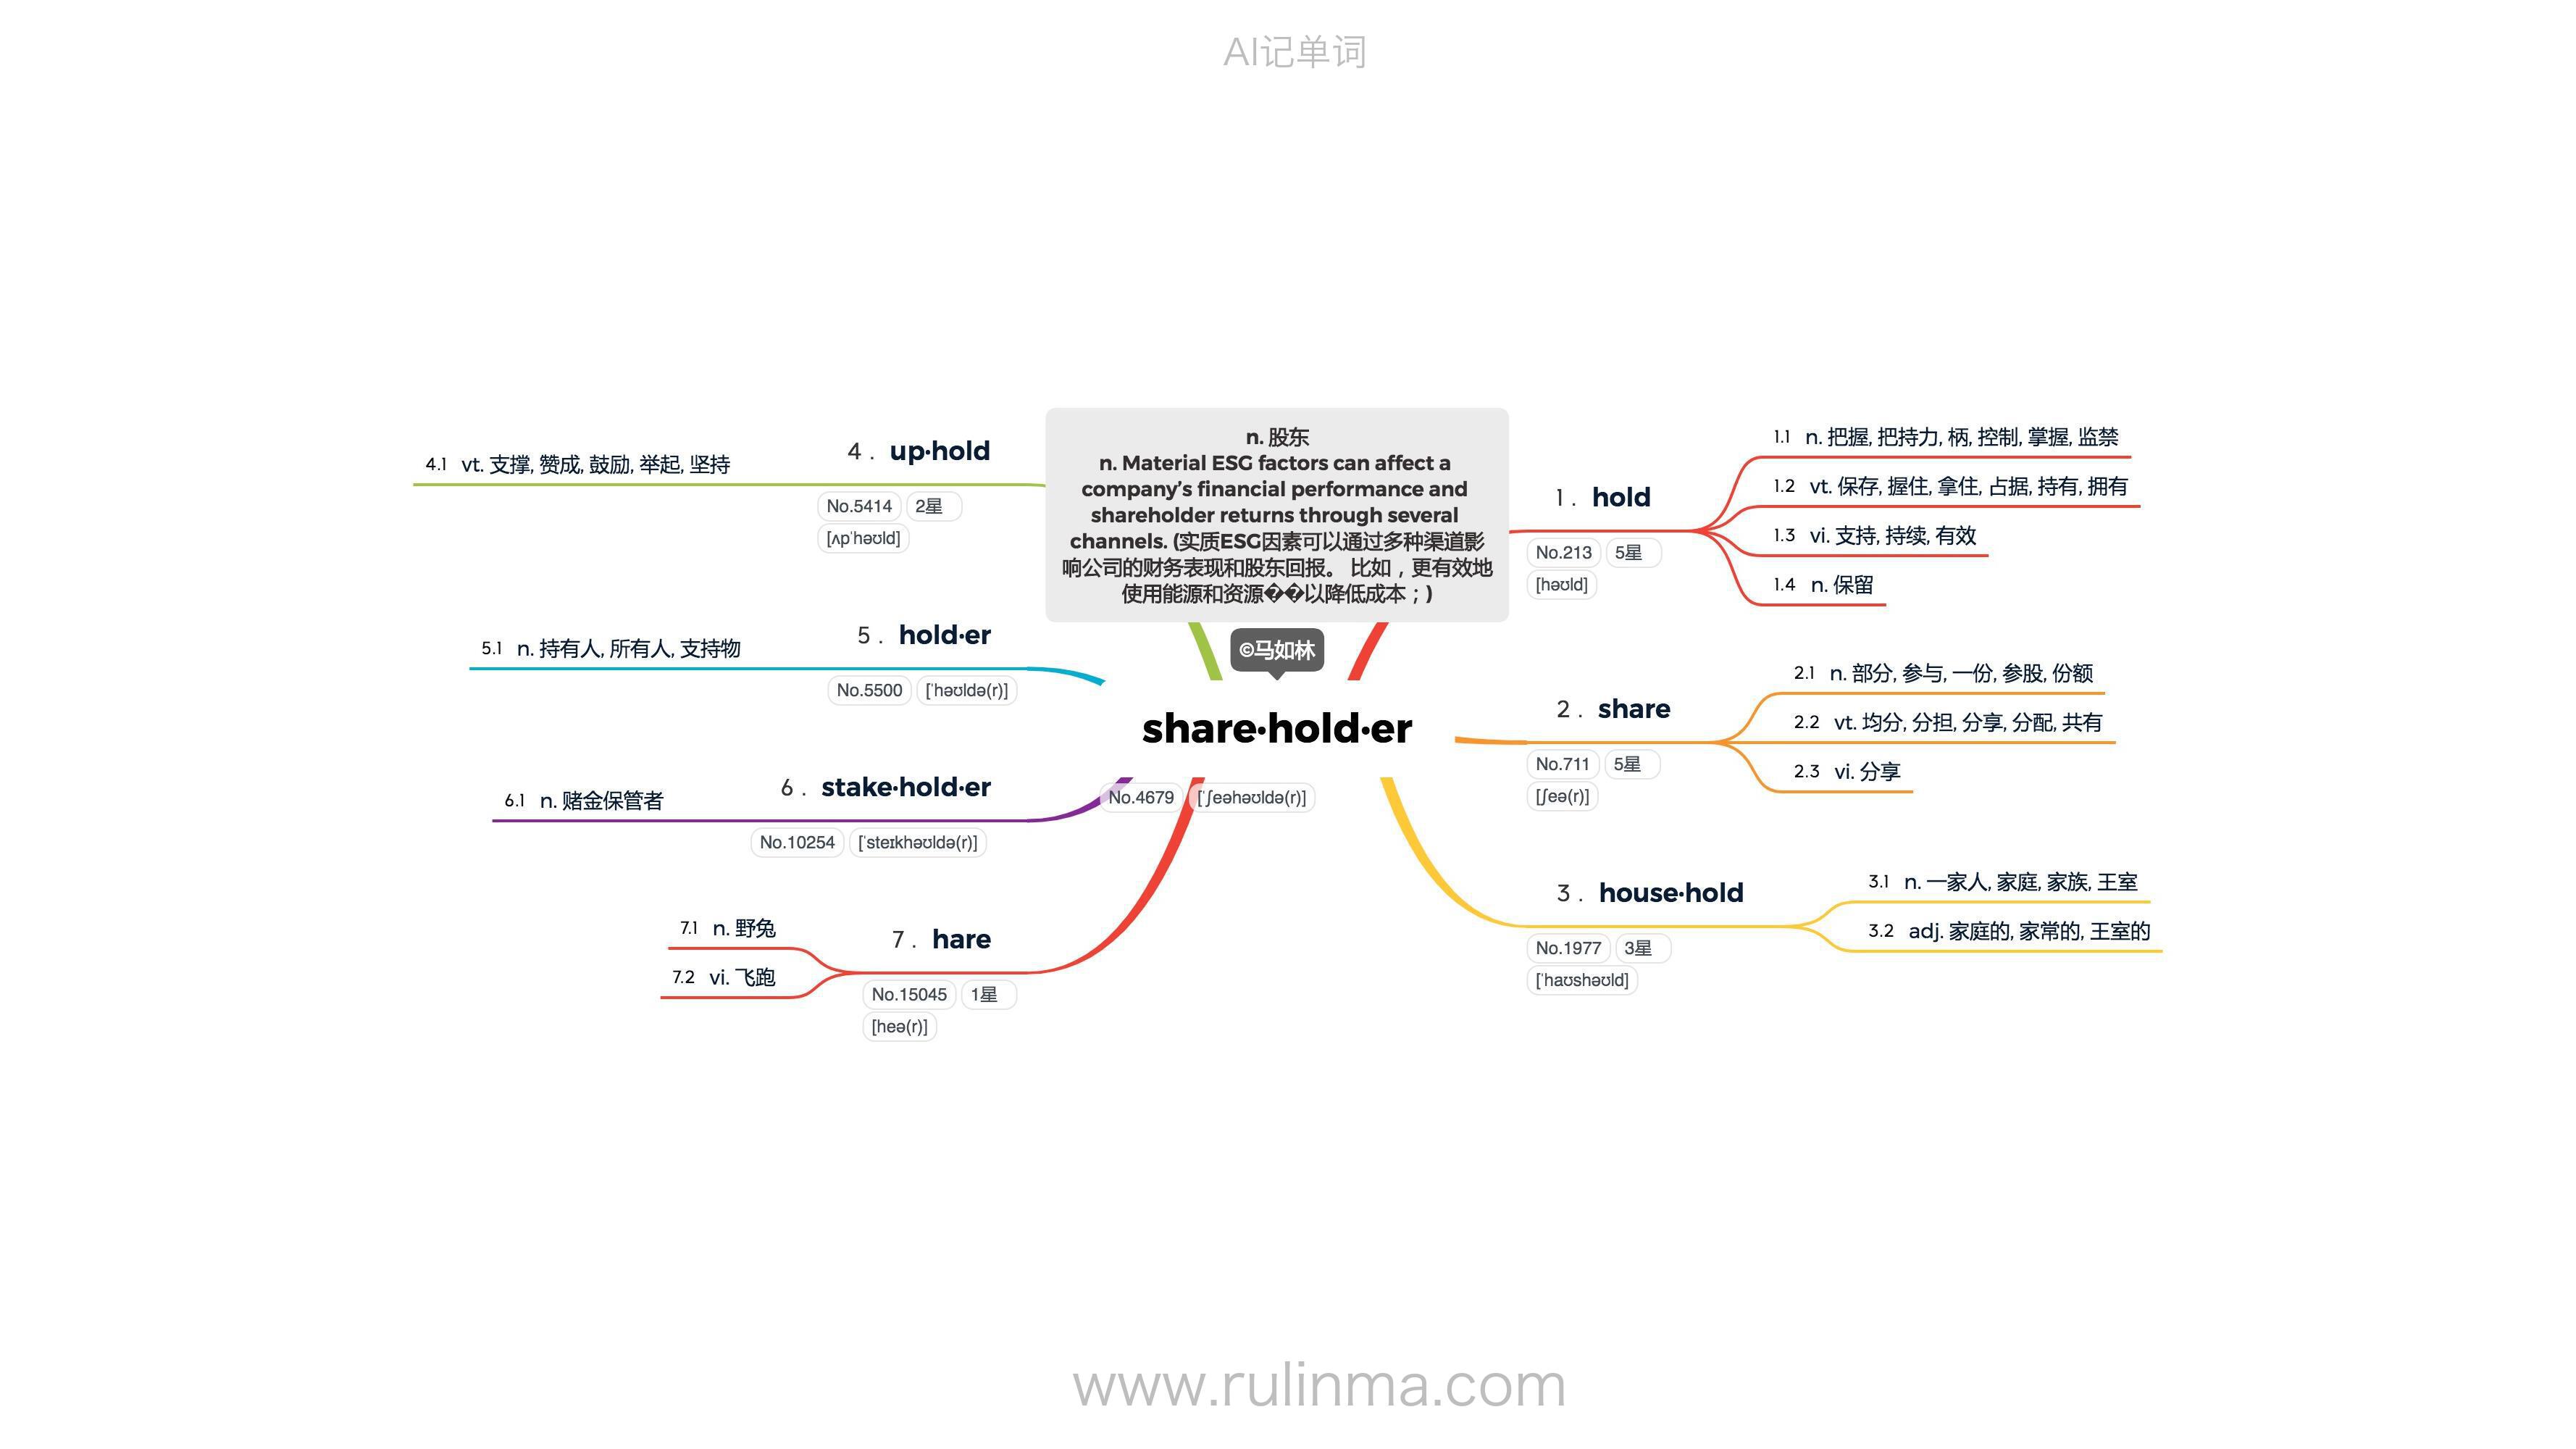 AI记单词
n. 股东
n. Material ESG factors can affect a
company’s financial performance and
shareholder returns through several
channels. (实质ESG因素可以通过多种渠道影
响公司的财务表现和股东回报。 比如，更有效地
使用能源和资源��以降低成本；)
©马如林
share·hold·er
No.4679 [ˈʃeəhəʊldə(r)]
1 . hold
No.213 5星
[həʊld]
1.1 n. 把握, 把持力, 柄, 控制, 掌握, 监禁
1.2 vt. 保存, 握住, 拿住, 占据, 持有, 拥有
1.3 vi. 支持, 持续, 有效
1.4 n. 保留
2 . share
No.711 5星
[ʃeə(r)]
2.1 n. 部分, 参与, 一份, 参股, 份额
2.2 vt. 均分, 分担, 分享, 分配, 共有
2.3 vi. 分享
3 . house·hold
No.1977 3星
[ˈhaʊshəʊld]
3.1 n. 一家人, 家庭, 家族, 王室
3.2 adj. 家庭的, 家常的, 王室的
4 . up·hold
No.5414 2星
[ʌpˈhəʊld]
4.1 vt. 支撑, 赞成, 鼓励, 举起, 坚持
5 . hold·er
No.5500 [ˈhəʊldə(r)]
5.1 n. 持有人, 所有人, 支持物
6 . stake·hold·er
No.10254 [ˈsteɪkhəʊldə(r)]
6.1 n. 赌金保管者
7 . hare
No.15045 1星
[heə(r)]
7.1 n. 野兔
7.2 vi. 飞跑
www.rulinma.com